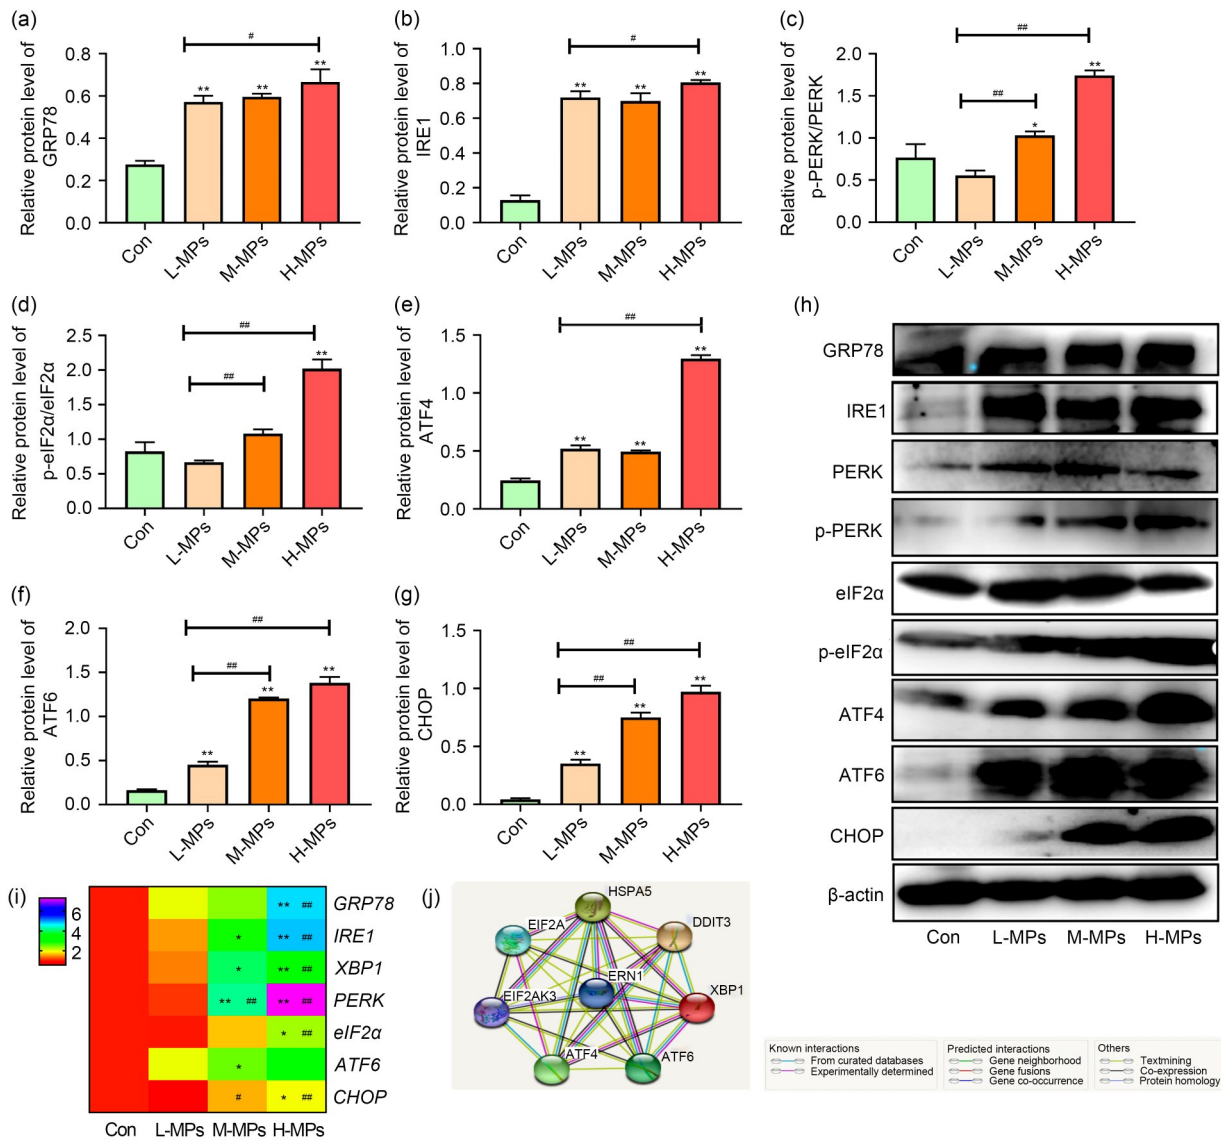 (a)
Relative protein level of
GRP78
0.8
0.6
0.4
0.2
0.0
#
**
**
**
Con
L-MPs
M-MPs
H-MPs
(b)
Relative protein level of
IRE1
1.0
0.8
0.6
0.4
0.2
0.0
#
**
**
**
Con
L-MPs
M-MPs
H-MPs
(c)
Relative protein level of
p-PERK/PERK
2.0
1.5
1.0
0.5
0.0
##
##
*
**
Con
L-MPs
M-MPs
H-MPs
(d)
Relative protein level of
p-eIF2α/eIF2α
2.5
2.0
1.5
1.0
0.5
0.0
##
##
**
Con
L-MPs
M-MPs
H-MPs
(e)
Relative protein level of
ATF4
1.5
1.0
0.5
0.0
##
**
**
**
Con
L-MPs
M-MPs
H-MPs
(f)
Relative protein level of
ATF6
2.0
1.5
1.0
0.5
0.0
##
##
**
**
**
Con
L-MPs
M-MPs
H-MPs
(g)
Relative protein level of
CHOP
1.5
1.0
0.5
0.0
##
##
**
**
**
Con
L-MPs
M-MPs
H-MPs
(h)
GRP78
IRE1
PERK
p-PERK
eIF2α
p-eIF2α
ATF4
ATF6
CHOP
β-actin
Con L-MPs M-MPs H-MPs
(i)
6
4
2
** ## GRP78
* ** ## IRE1
* ** ## XBP1
** ## ** ## PERK
* ## eIF2α
* ATF6
# * ## CHOP
Con L-MPs M-MPs H-MPs
(j)
HSPA5
EIF2A
DDIT3
ERN1
EIF2AK3
XBP1
ATF4
ATF6
Known interactions
From curated databases
Experimentally determined
Predicted interactions
Gene neighborhood
Gene fusions
Gene co-occurrence
Others
Textmining
Co-expression
Protein homology